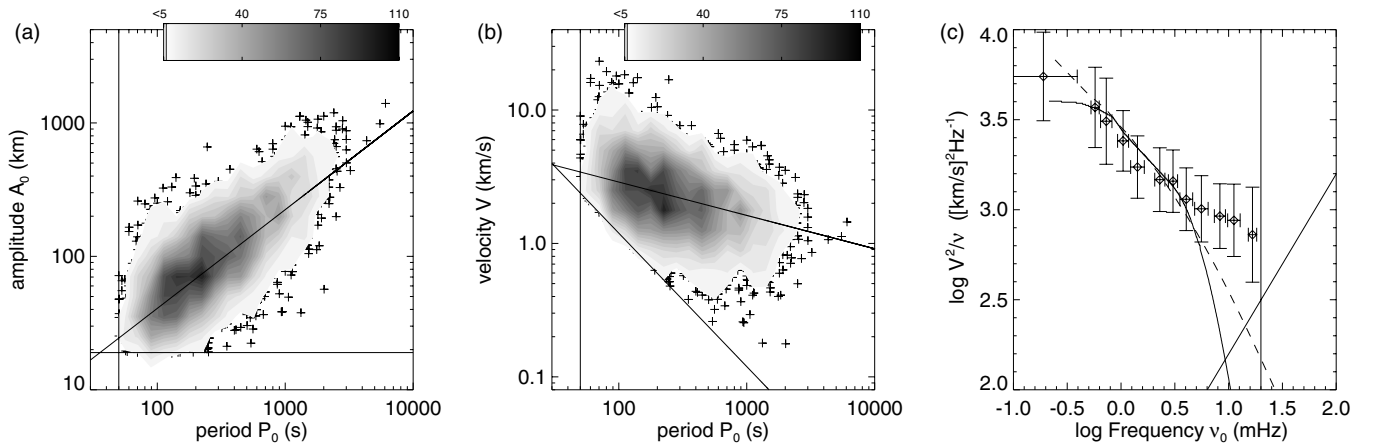 (a)
<5 40 75 110
amplitude A₀ (km)
1000
100
10
100 1000 10000
period P₀ (s)
(b)
<5 40 75 110
velocity V (km/s)
10.0
1.0
0.1
100 1000 10000
period P₀ (s)
(c)
log V²/ν ([km/s]²Hz⁻¹)
4.0
3.5
3.0
2.5
2.0
-1.0 -0.5 0.0 0.5 1.0 1.5 2.0
log Frequency ν₀ (mHz)